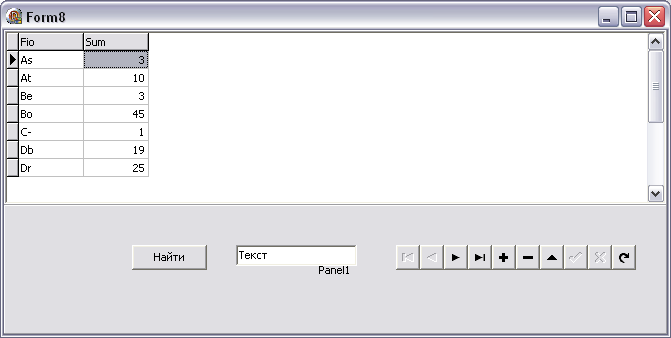 Form8
Fio Sum
As 3
At 10
Be 3
Bo 45
C- 1
Db 19
Dr 25
Найти Текст
Panel1